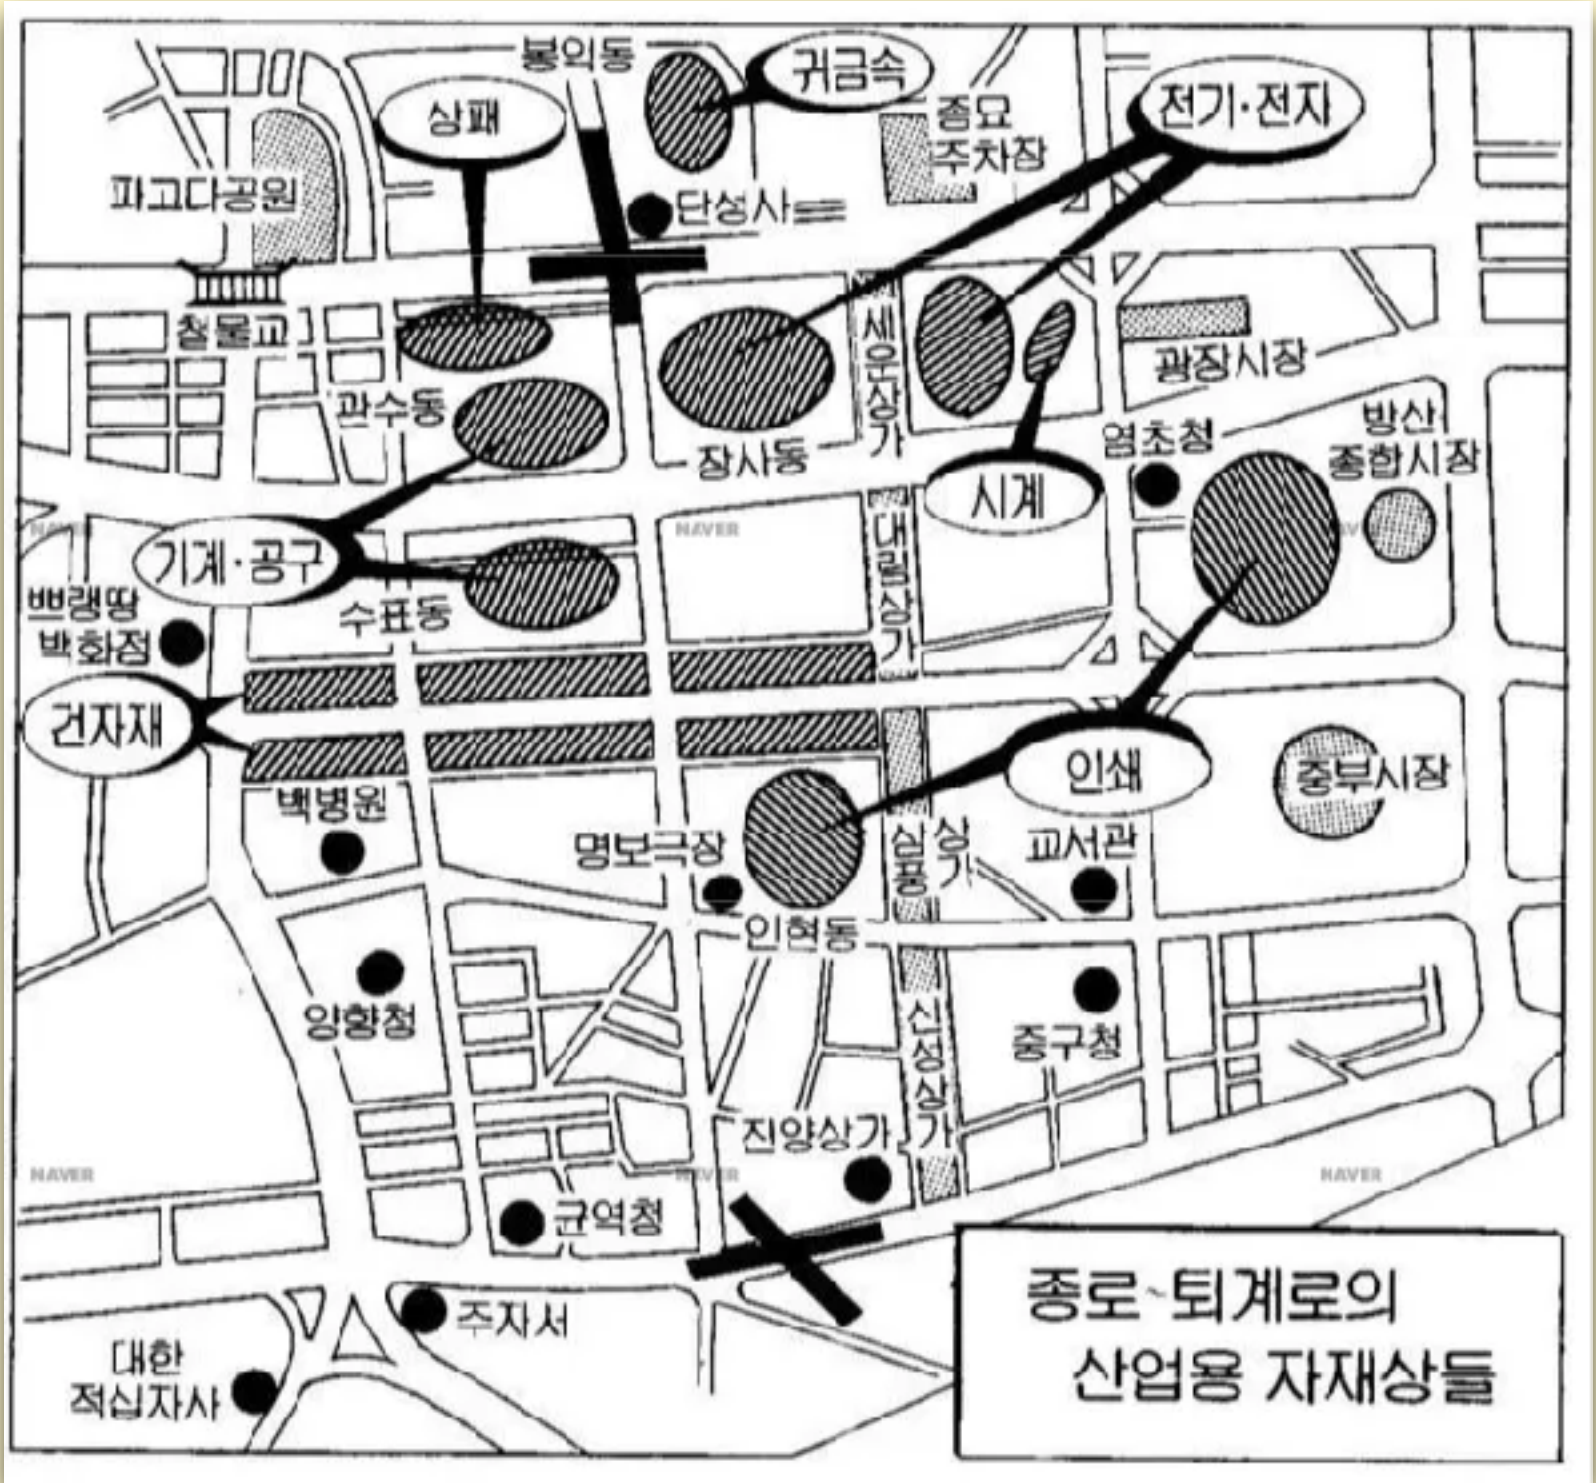 봉익동
귀금속
상패
전기·전자
종묘
주차장
파고다공원
단성사
철물교
세운상가
광장시장
관수동
방산
종합시장
장사동
염초청
시계
NAVER
NAVER
대림상가
기계·공구
쁘랭땅
백화점
수표동
건자재
인쇄
중부시장
백병원
명보극장
삼풍
상가
교서관
인현동
양향청
신성상가
중구청
진양상가
NAVER
NAVER
NAVER
균역청
주자서
대한
적십자사
종로~퇴계로의
산업용 자재상들